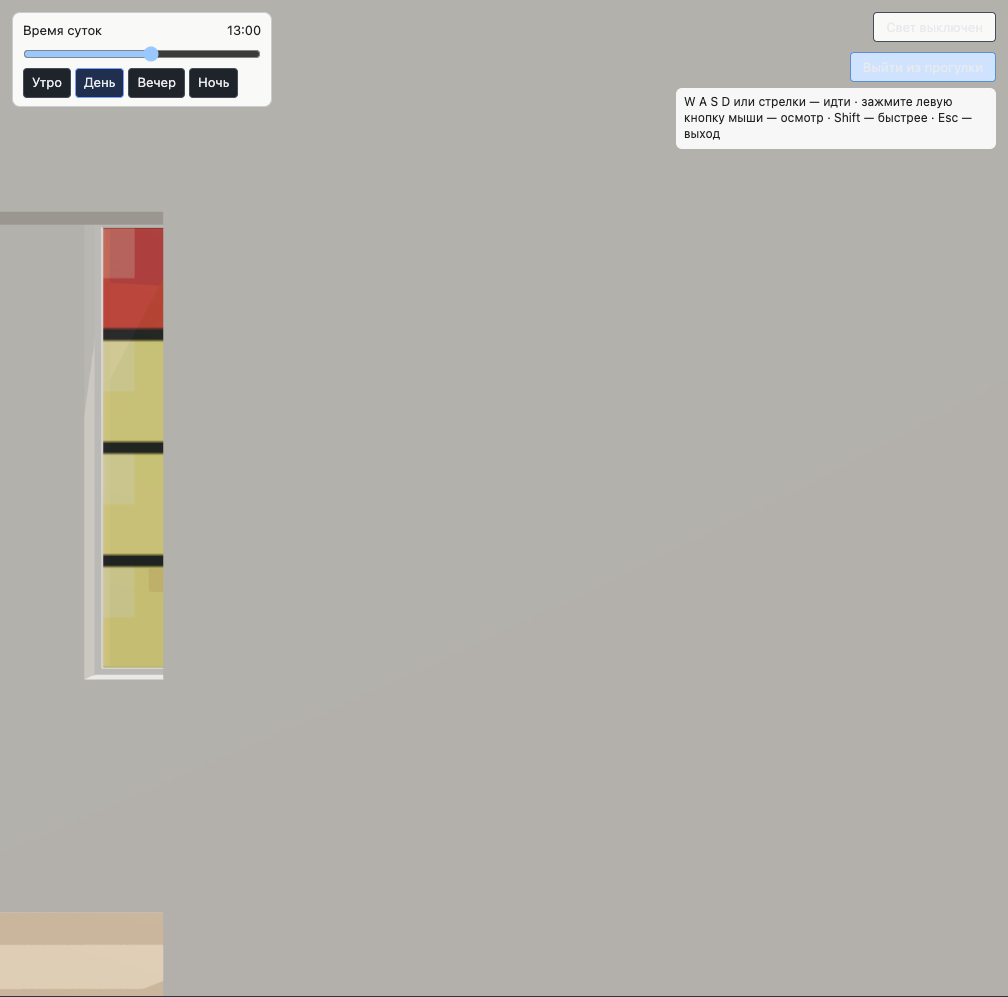 Время суток 13:00
Утро День Вечер Ночь
Свет выключен
Выйти из прогулки
W A S D или стрелки — идти · зажмите левую
кнопку мыши — осмотр · Shift — быстрее · Esc —
выход